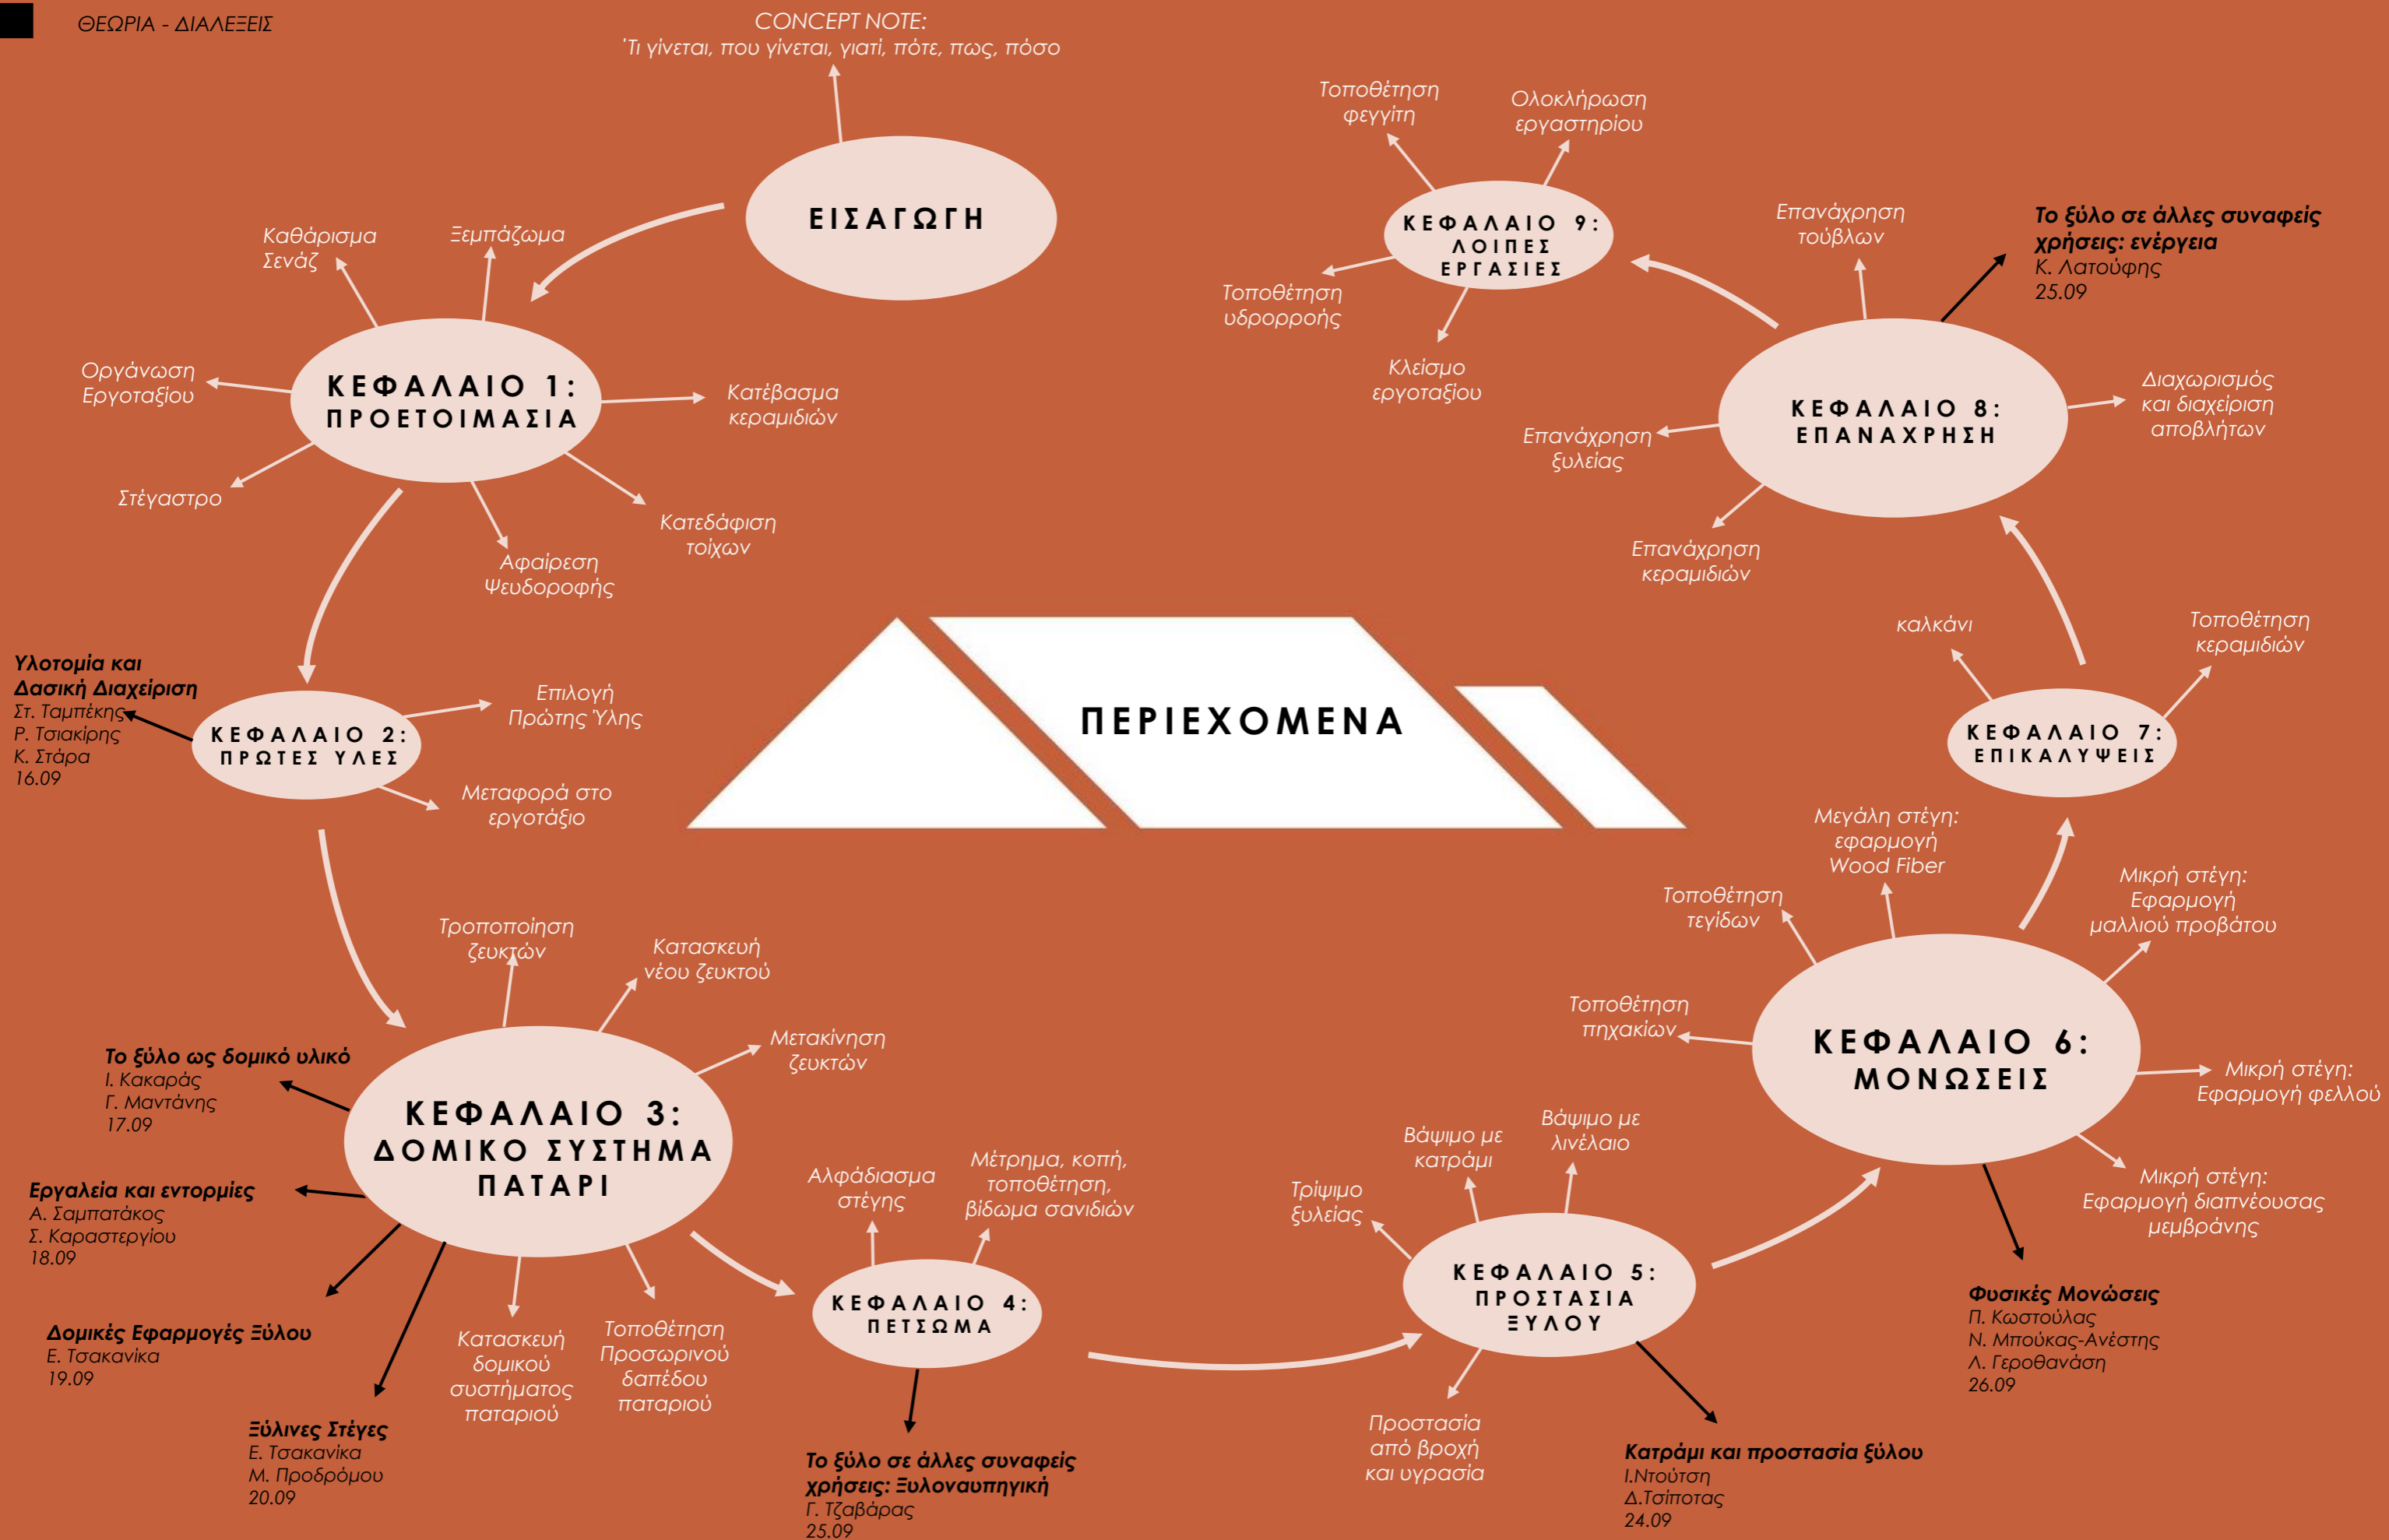 ΘΕΩΡΙΑ - ΔΙΑΛΕΞΕΙΣ
CONCEPT NOTE:
'Τι γίνεται, που γίνεται, γιατί, πότε, πως, πόσο
ΕΙΣΑΓΩΓΗ
Καθάρισμα
Σενάζ
Ξεμπάζωμα
Οργάνωση
Εργοταξίου
ΚΕΦΑΛΑΙΟ 1:
ΠΡΟΕΤΟΙΜΑΣΙΑ
Κατέβασμα
κεραμιδιών
Στέγαστρο
Κατεδάφιση
τοίχων
Αφαίρεση
Ψευδοροφής
Υλοτομία και
Δασική Διαχείριση
Στ. Ταμπέκης
Ρ. Τσιακίρης
Κ. Στάρα
16.09
ΚΕΦΑΛΑΙΟ 2:
ΠΡΩΤΕΣ ΥΛΕΣ
Επιλογή
Πρώτης Ύλης
Μεταφορά στο
εργοτάξιο
ΠΕΡΙΕΧΟΜΕΝΑ
Τροποποίηση
ζευκτών
Κατασκευή
νέου ζευκτού
Μετακίνηση
ζευκτών
Το ξύλο ως δομικό υλικό
Ι. Κακαράς
Γ. Μαντάνης
17.09
ΚΕΦΑΛΑΙΟ 3:
ΔΟΜΙΚΟ ΣΥΣΤΗΜΑ
ΠΑΤΑΡΙ
Εργαλεία και εντορμίες
Α. Σαμπατάκος
Σ. Καραστεργίου
18.09
Δομικές Εφαρμογές Ξύλου
Ε. Τσακανίκα
19.09
Ξύλινες Στέγες
Ε. Τσακανίκα
Μ. Προδρόμου
20.09
Κατασκευή
δομικού
συστήματος
παταριού
Τοποθέτηση
Προσωρινού
δαπέδου
παταριού
Αλφάδιασμα
στέγης
Μέτρημα, κοπή,
τοποθέτηση,
βίδωμα σανιδιών
ΚΕΦΑΛΑΙΟ 4:
ΠΕΤΣΩΜΑ
Το ξύλο σε άλλες συναφείς
χρήσεις: Ξυλοναυπηγική
Γ. Τζαβάρας
25.09
Τρίψιμο
ξυλείας
Βάψιμο με
κατράμι
Βάψιμο με
λινέλαιο
ΚΕΦΑΛΑΙΟ 5:
ΠΡΟΣΤΑΣΙΑ
ΞΥΛΟΥ
Προστασία
από βροχή
και υγρασία
Κατράμι και προστασία ξύλου
Ι.Ντούτση
Δ.Τσίποτας
24.09
Τοποθέτηση
πηχακίων
Τοποθέτηση
τεγίδων
Μεγάλη στέγη:
εφαρμογή
Wood Fiber
Μικρή στέγη:
Εφαρμογή
μαλλιού προβάτου
ΚΕΦΑΛΑΙΟ 6:
ΜΟΝΩΣΕΙΣ
Μικρή στέγη:
Εφαρμογή φελλού
Μικρή στέγη:
Εφαρμογή διαπνέουσας
μεμβράνης
Φυσικές Μονώσεις
Π. Κωστούλας
Ν. Μπούκας-Ανέστης
Λ. Γεροθανάση
26.09
καλκάνι
Τοποθέτηση
κεραμιδιών
ΚΕΦΑΛΑΙΟ 7:
ΕΠΙΚΑΛΥΨΕΙΣ
Επανάχρηση
τούβλων
Το ξύλο σε άλλες συναφείς
χρήσεις: ενέργεια
Κ. Λατούφης
25.09
ΚΕΦΑΛΑΙΟ 8:
ΕΠΑΝΑΧΡΗΣΗ
Διαχωρισμός
και διαχείριση
αποβλήτων
Επανάχρηση
ξυλείας
Επανάχρηση
κεραμιδιών
Τοποθέτηση
φεγγίτη
Ολοκλήρωση
εργαστηρίου
ΚΕΦΑΛΑΙΟ 9:
ΛΟΙΠΕΣ
ΕΡΓΑΣΙΕΣ
Τοποθέτηση
υδρορροής
Κλείσμο
εργοταξίου